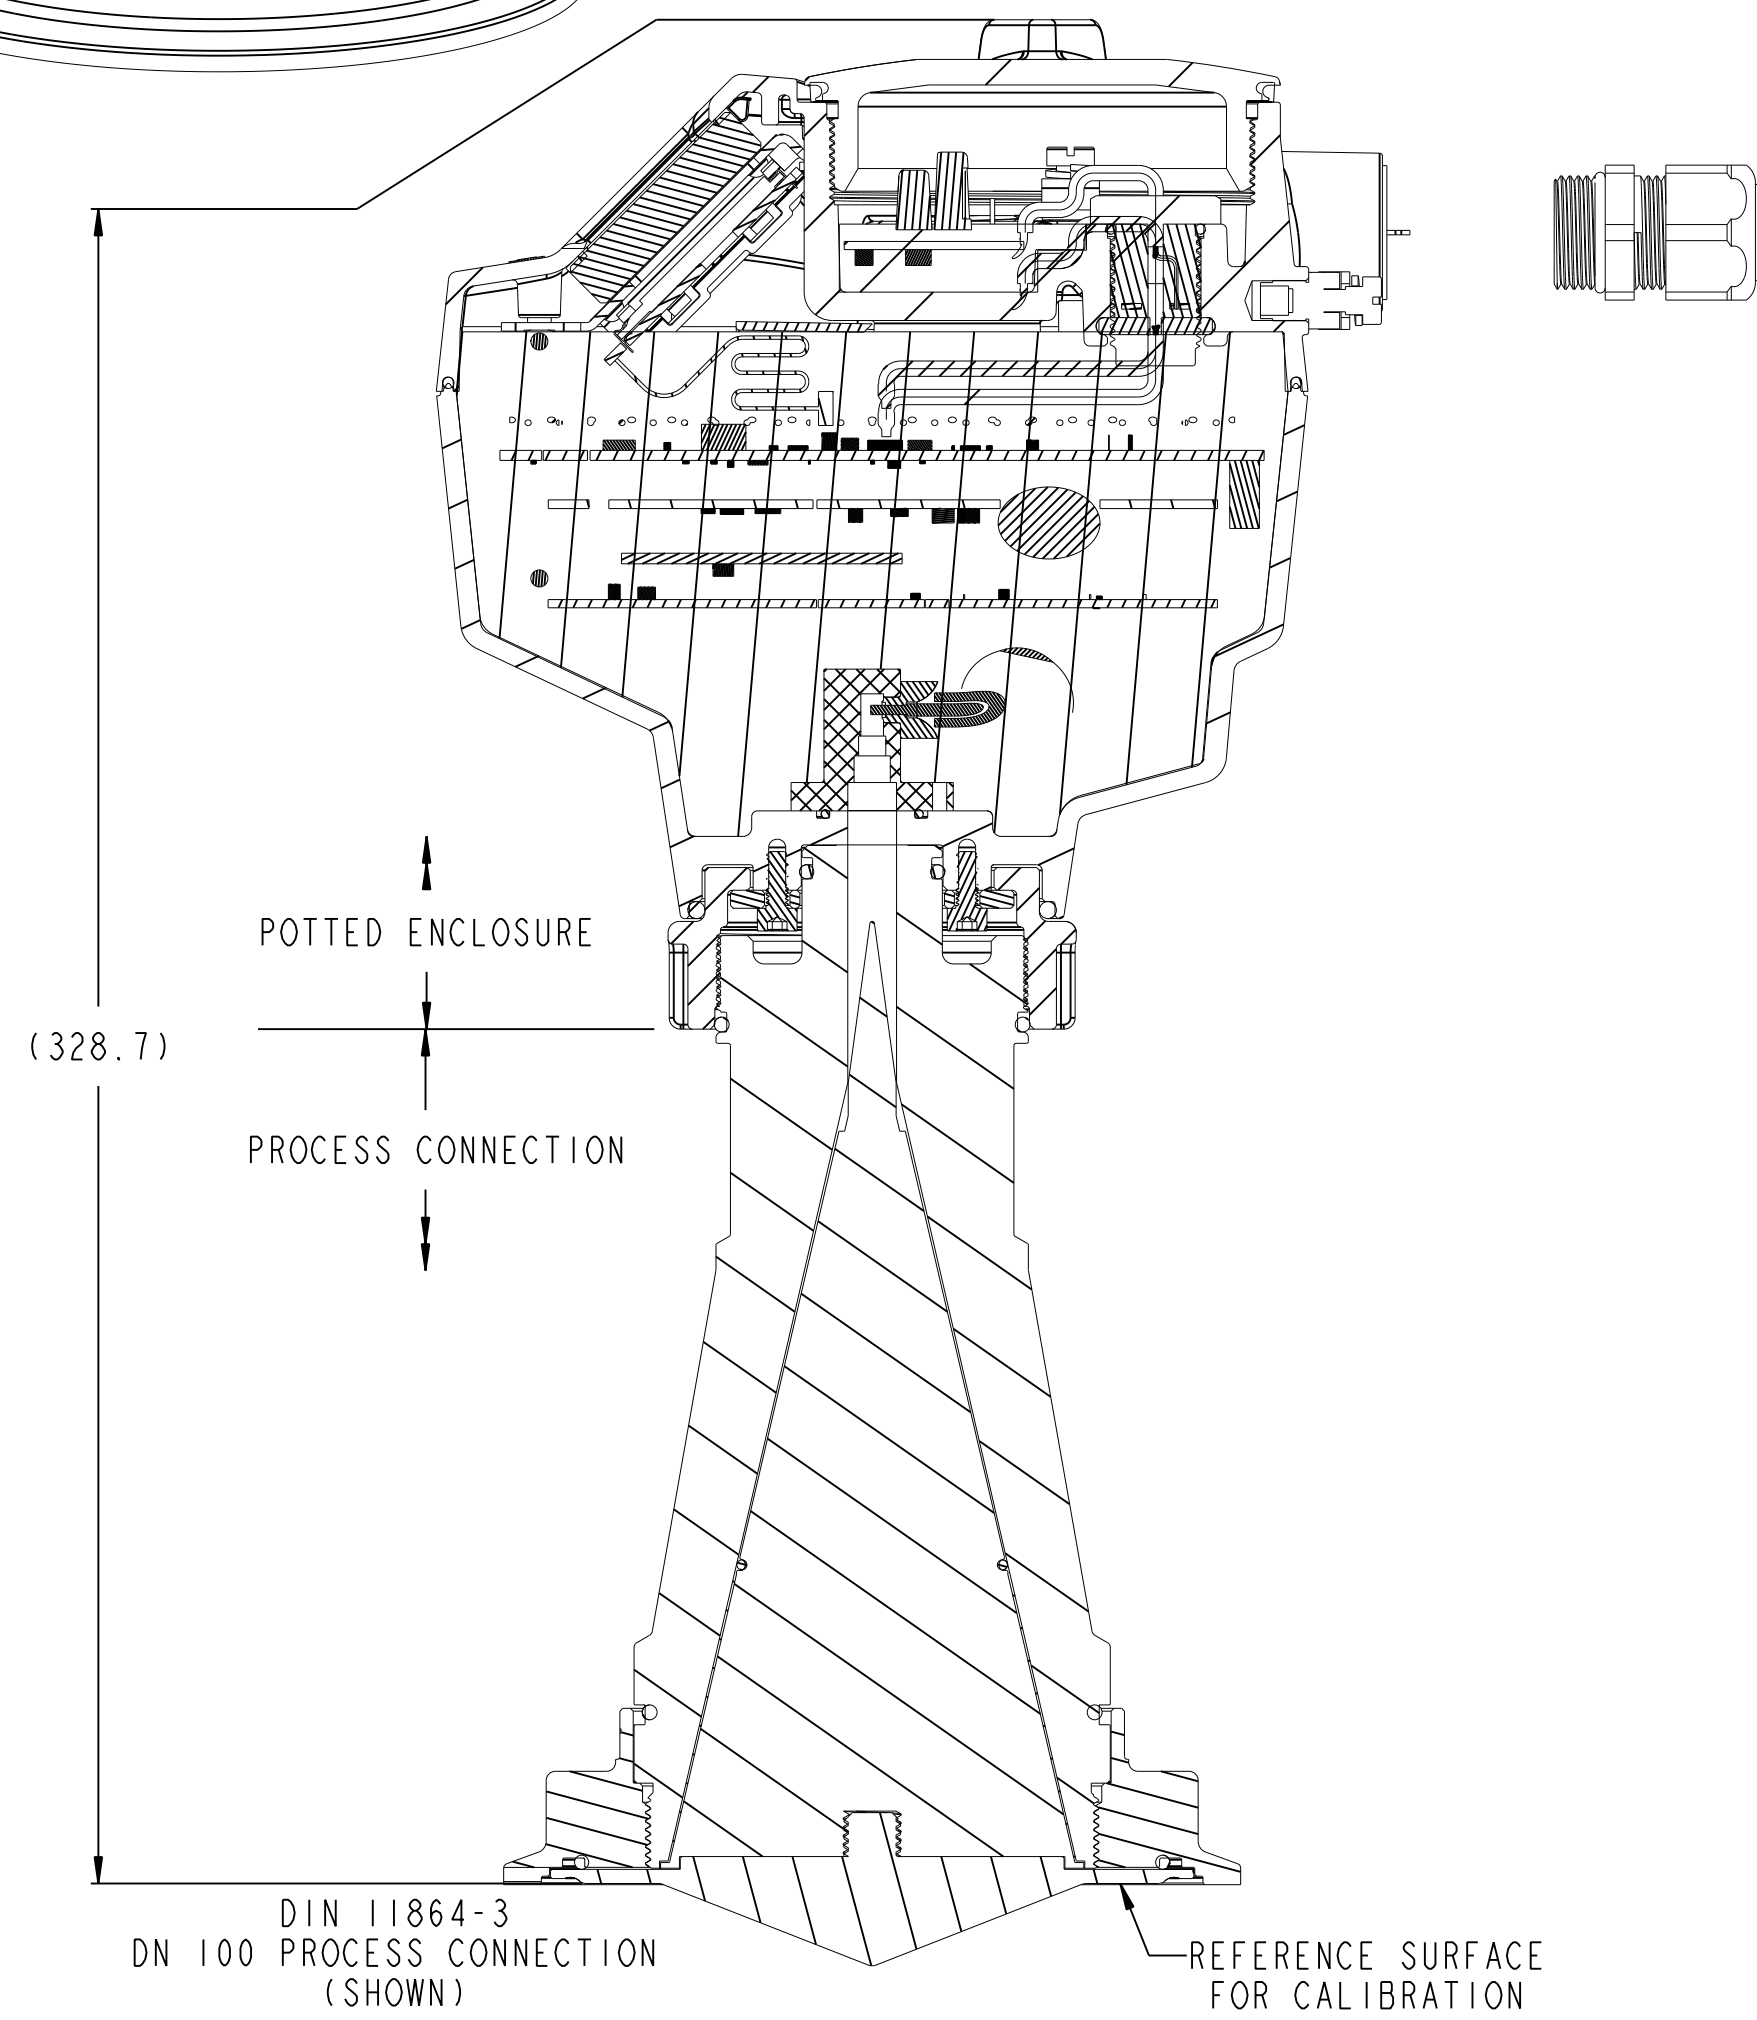 POTTED ENCLOSURE
(328.7)
PROCESS CONNECTION
DIN 11864-3
DN 100 PROCESS CONNECTION
(SHOWN)
REFERENCE SURFACE
FOR CALIBRATION